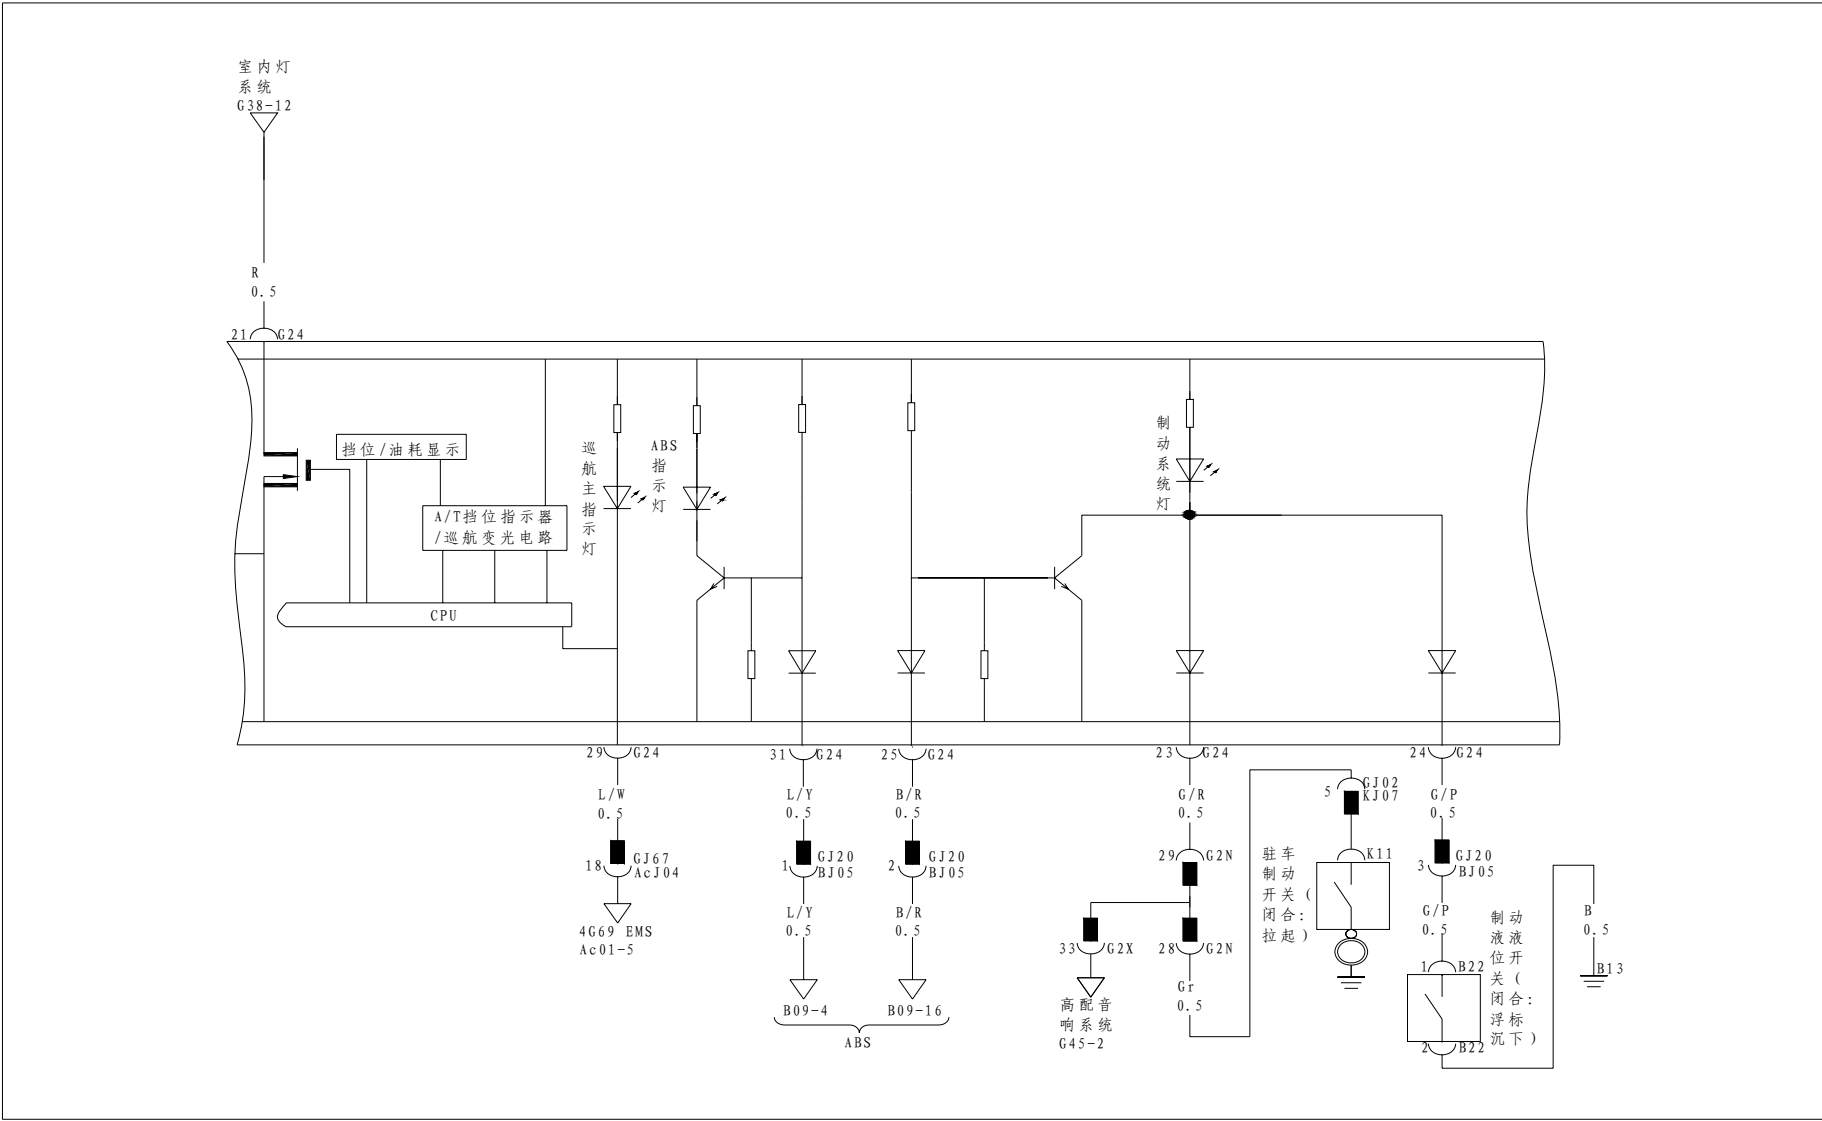 室内灯
系统
G38-12
R
0.5
21 G24
挡位/油耗显示
A/T挡位指示器
/巡航变光电路
CPU
巡航主指示灯
ABS
指示灯
制动系统灯
29 G24
31 G24
25 G24
23 G24
24 G24
L/W
0.5
L/Y
0.5
B/R
0.5
G/R
0.5
G/P
0.5
5 GJ02
KJ07
18 GJ67
AcJ04
1 GJ20
BJ05
2 GJ20
BJ05
29 G2N
3 GJ20
BJ05
K11
驻车
制动
开关(
闭合:
拉起)
4G69 EMS
Ac01-5
L/Y
0.5
B/R
0.5
33 G2X
28 G2N
G/P
0.5
B
0.5
B13
制动
液液
位开
关(
闭合:
浮标
沉下)
1 B22
2 B22
B09-4
B09-16
ABS
高配音
响系统
G45-2
Gr
0.5